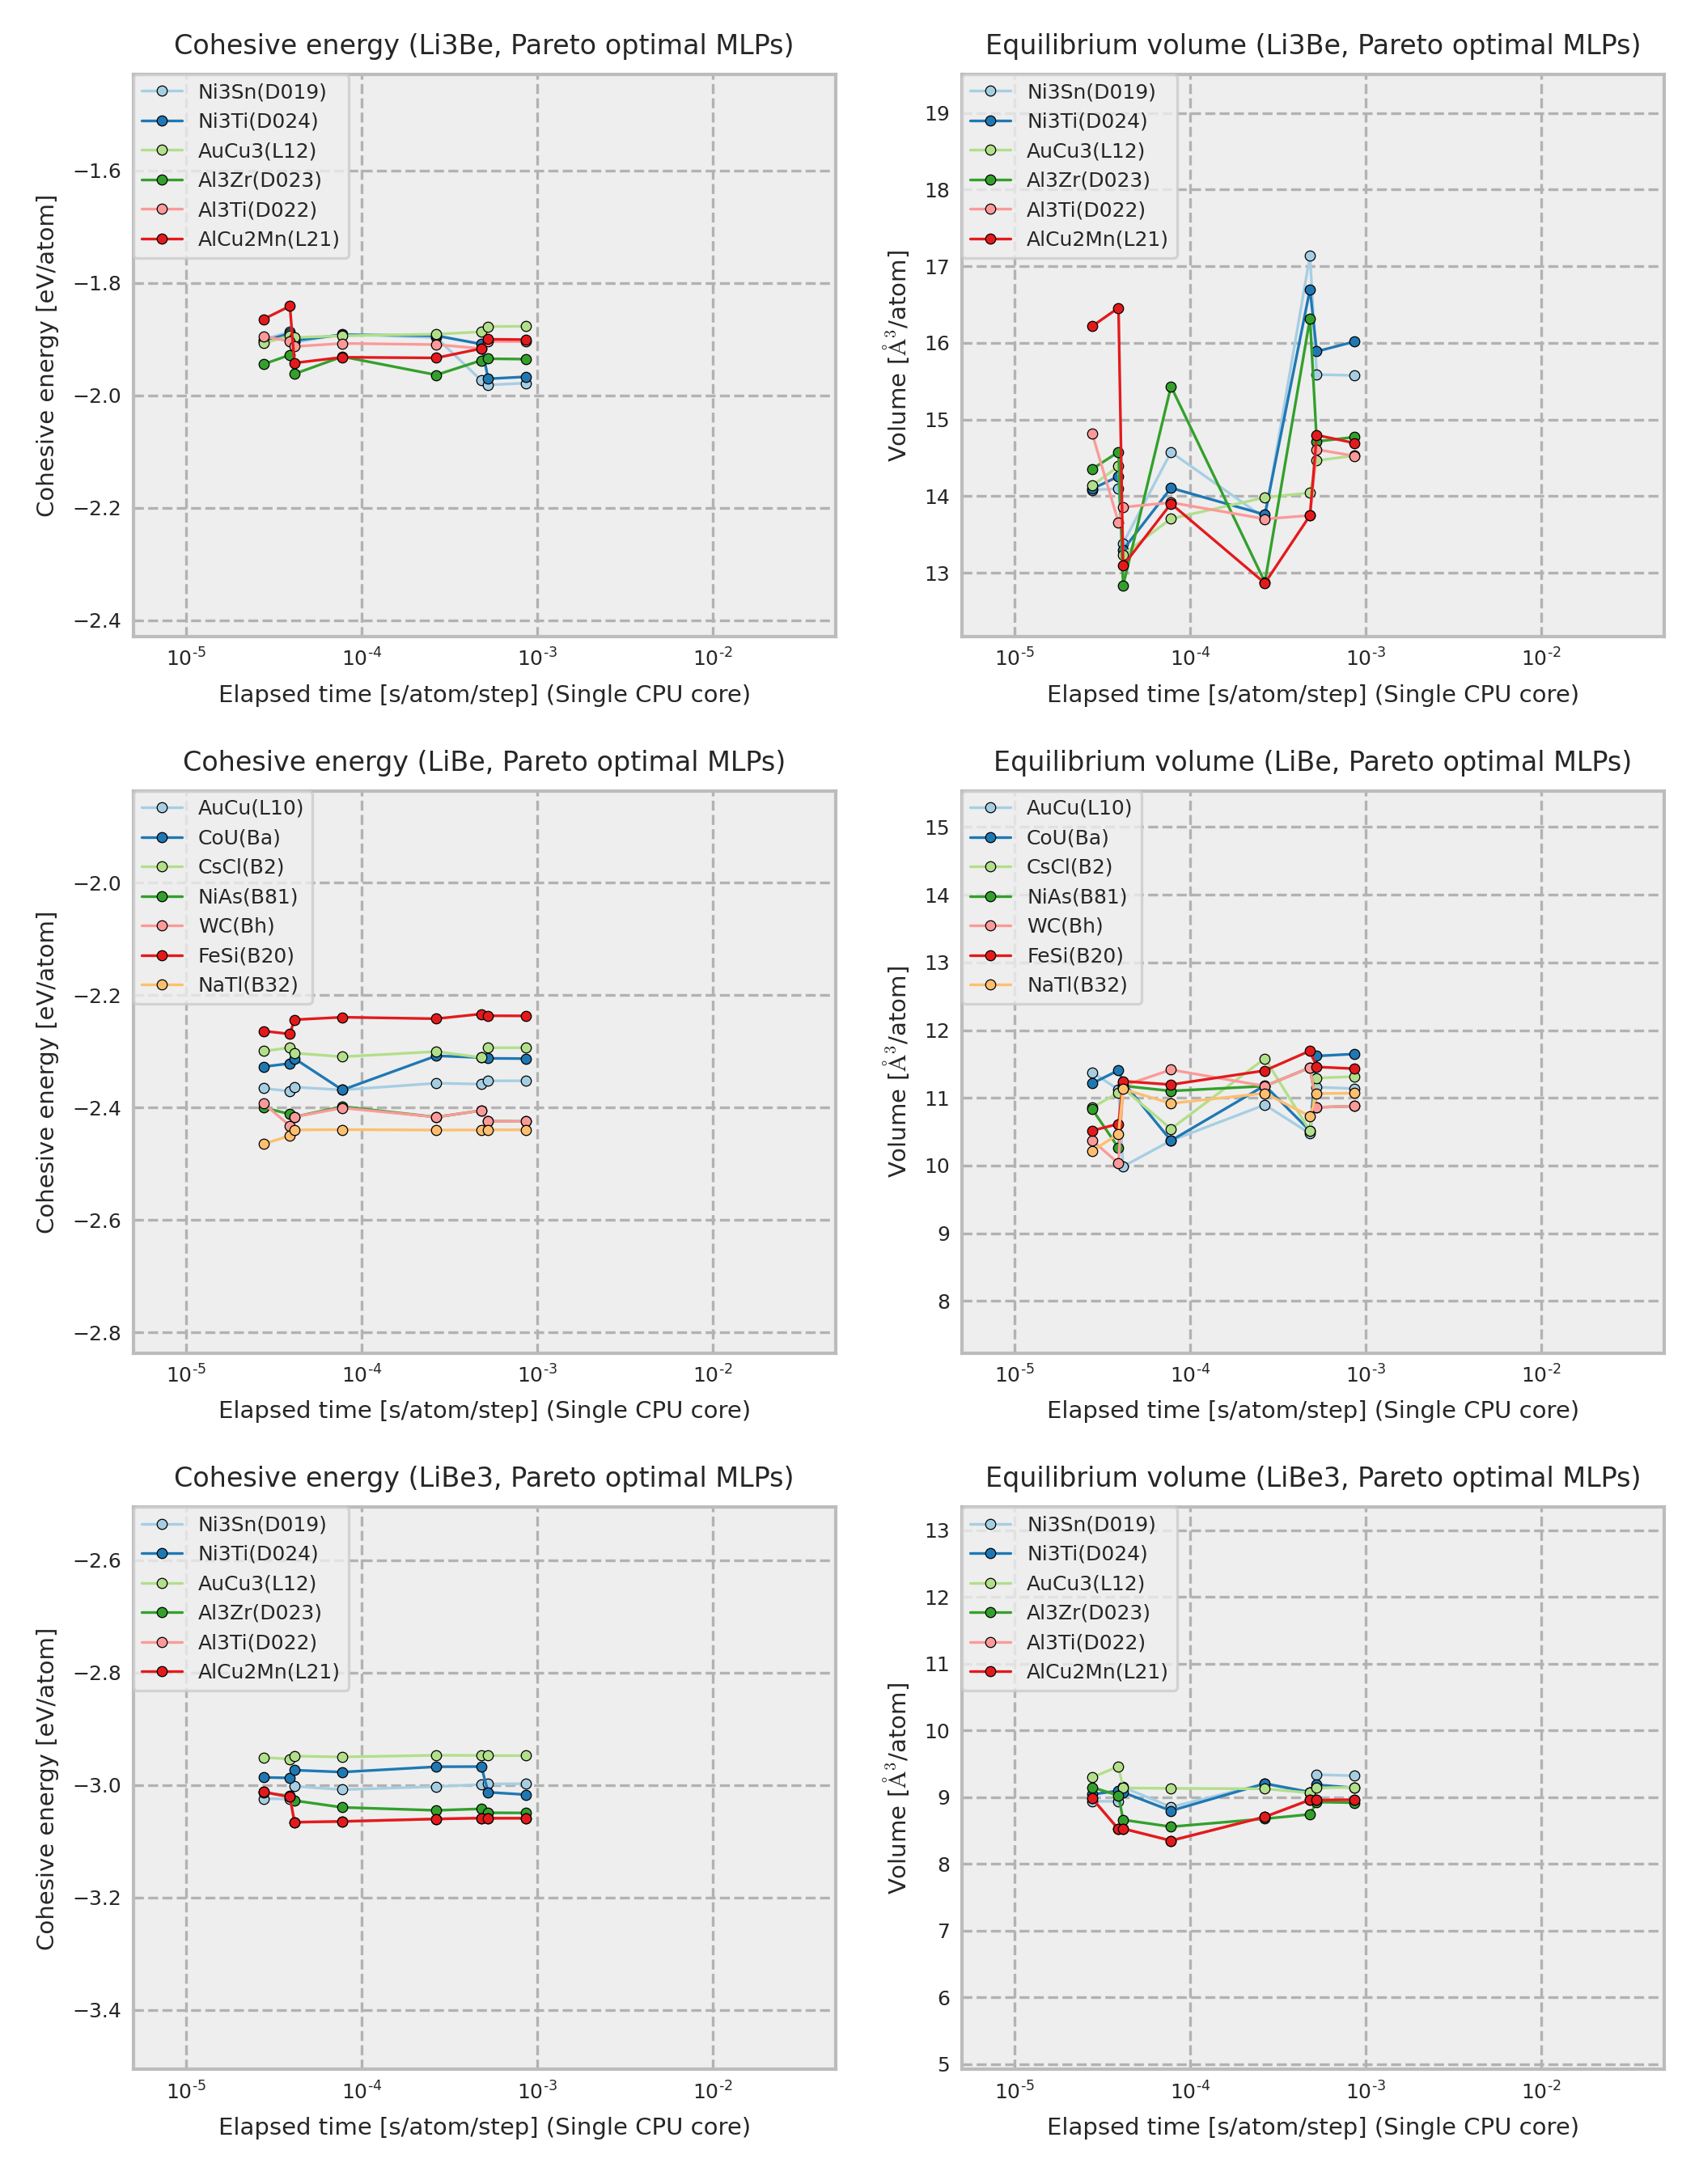 Cohesive energy (Li3Be, Pareto optimal MLPs)
Ni3Sn(D019)
Ni3Ti(D024)
AuCu3(L12)
Al3Zr(D023)
Al3Ti(D022)
AlCu2Mn(L21)
Cohesive energy [eV/atom]
−1.6
−1.8
−2.0
−2.2
−2.4
10^-5 10^-4 10^-3 10^-2
Elapsed time [s/atom/step] (Single CPU core)
Equilibrium volume (Li3Be, Pareto optimal MLPs)
Ni3Sn(D019)
Ni3Ti(D024)
AuCu3(L12)
Al3Zr(D023)
Al3Ti(D022)
AlCu2Mn(L21)
Volume [Å^3/atom]
19
18
17
16
15
14
13
10^-5 10^-4 10^-3 10^-2
Elapsed time [s/atom/step] (Single CPU core)
Cohesive energy (LiBe, Pareto optimal MLPs)
AuCu(L10)
CoU(Ba)
CsCl(B2)
NiAs(B81)
WC(Bh)
FeSi(B20)
NaTl(B32)
Cohesive energy [eV/atom]
−2.0
−2.2
−2.4
−2.6
−2.8
10^-5 10^-4 10^-3 10^-2
Elapsed time [s/atom/step] (Single CPU core)
Equilibrium volume (LiBe, Pareto optimal MLPs)
AuCu(L10)
CoU(Ba)
CsCl(B2)
NiAs(B81)
WC(Bh)
FeSi(B20)
NaTl(B32)
Volume [Å^3/atom]
15
14
13
12
11
10
9
8
10^-5 10^-4 10^-3 10^-2
Elapsed time [s/atom/step] (Single CPU core)
Cohesive energy (LiBe3, Pareto optimal MLPs)
Ni3Sn(D019)
Ni3Ti(D024)
AuCu3(L12)
Al3Zr(D023)
Al3Ti(D022)
AlCu2Mn(L21)
Cohesive energy [eV/atom]
−2.6
−2.8
−3.0
−3.2
−3.4
10^-5 10^-4 10^-3 10^-2
Elapsed time [s/atom/step] (Single CPU core)
Equilibrium volume (LiBe3, Pareto optimal MLPs)
Ni3Sn(D019)
Ni3Ti(D024)
AuCu3(L12)
Al3Zr(D023)
Al3Ti(D022)
AlCu2Mn(L21)
Volume [Å^3/atom]
13
12
11
10
9
8
7
6
5
10^-5 10^-4 10^-3 10^-2
Elapsed time [s/atom/step] (Single CPU core)